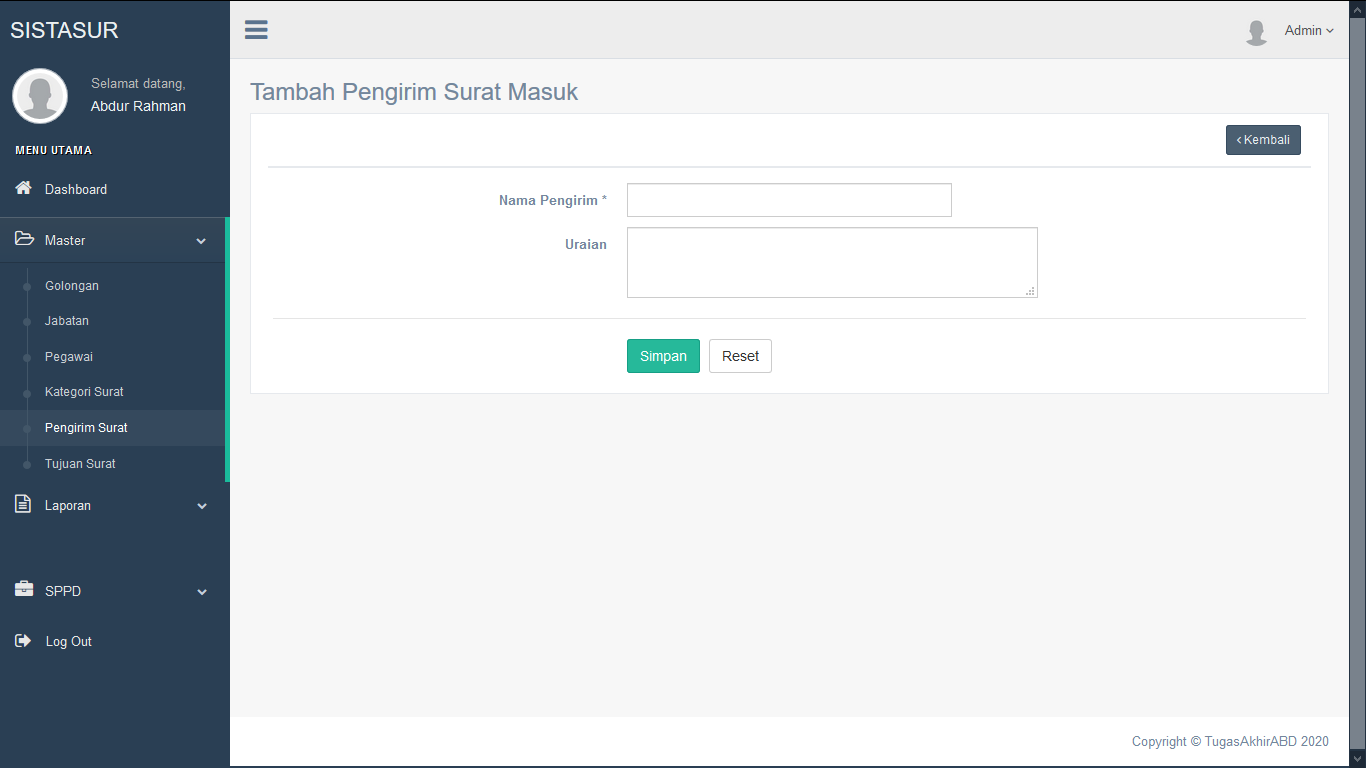 SISTASUR
Selamat datang,
Abdur Rahman
MENU UTAMA
Dashboard
Master
Golongan
Jabatan
Pegawai
Kategori Surat
Pengirim Surat
Tujuan Surat
Laporan
SPPD
Log Out
Admin
Tambah Pengirim Surat Masuk
Kembali
Nama Pengirim *
Uraian
Simpan Reset
Copyright © TugasAkhirABD 2020